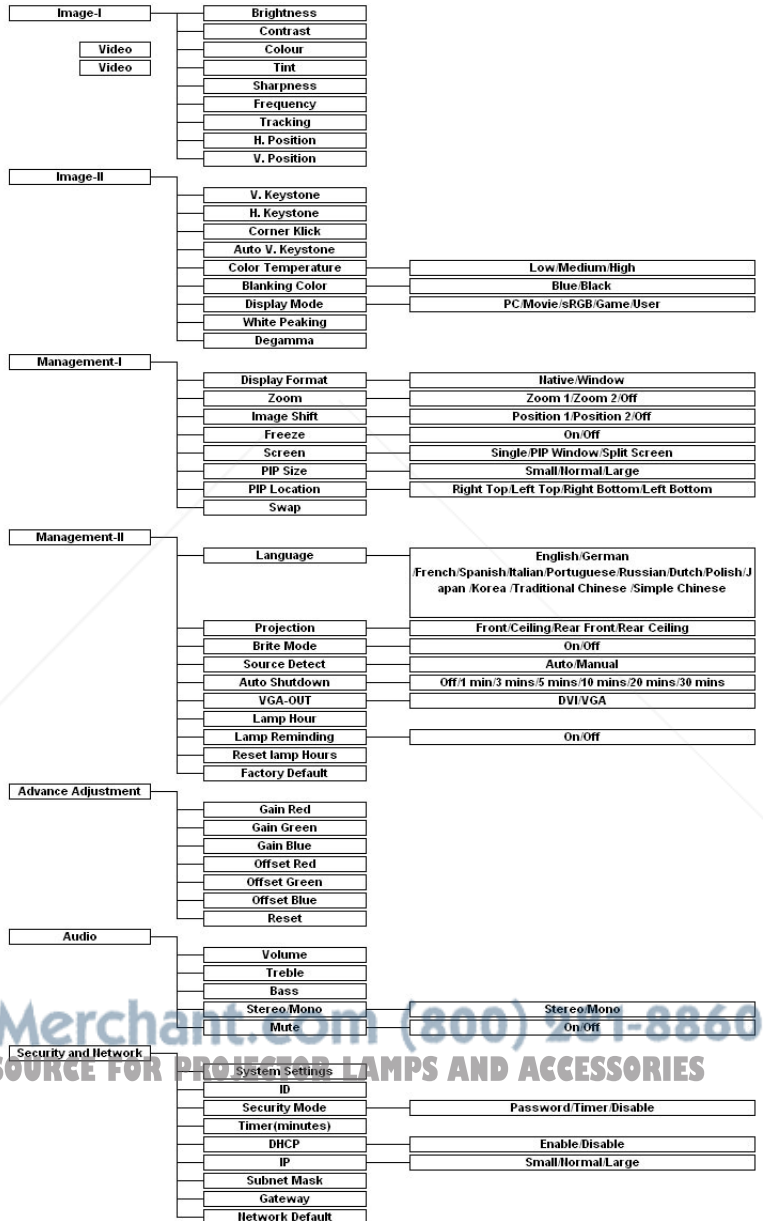 Image-I
Brightness
Contrast
Video
Colour
Video
Tint
Sharpness
Frequency
Tracking
H. Position
V. Position
Image-II
V. Keystone
H. Keystone
Corner Klick
Auto V. Keystone
Color Temperature
Low/Medium/High
Blanking Color
Blue/Black
Display Mode
PC/Movie/sRGB/Game/User
White Peaking
Degamma
Management-I
Display Format
Native/Window
Zoom
Zoom 1/Zoom 2/Off
Image Shift
Position 1/Position 2/Off
Freeze
On/Off
Screen
Single/PIP Window/Split Screen
PIP Size
Small/Normal/Large
PIP Location
Right Top/Left Top/Right Bottom/Left Bottom
Swap
Management-II
Language
English/German
/French/Spanish/Italian/Portuguese/Russian/Dutch/Polish/J
apan /Korea /Traditional Chinese /Simple Chinese
Projection
Front/Ceiling/Rear Front/Rear Ceiling
Brite Mode
On/Off
Source Detect
Auto/Manual
Auto Shutdown
Off/1 min/3 mins/5 mins/10 mins/20 mins/30 mins
VGA-OUT
DVI/VGA
Lamp Hour
Lamp Reminding
On/Off
Reset lamp Hours
Factory Default
Advance Adjustment
Gain Red
Gain Green
Gain Blue
Offset Red
Offset Green
Offset Blue
Reset
Audio
Volume
Treble
Bass
Stereo/Mono
Stereo/Mono
Mute
On/Off
Merchant.com (800) 281-8860
Security and Network
SOURCE FOR PROJECTOR LAMPS AND ACCESSORIES
System Settings
ID
Security Mode
Password/Timer/Disable
Timer(minutes)
DHCP
Enable/Disable
IP
Small/Normal/Large
Subnet Mask
Gateway
Network Default